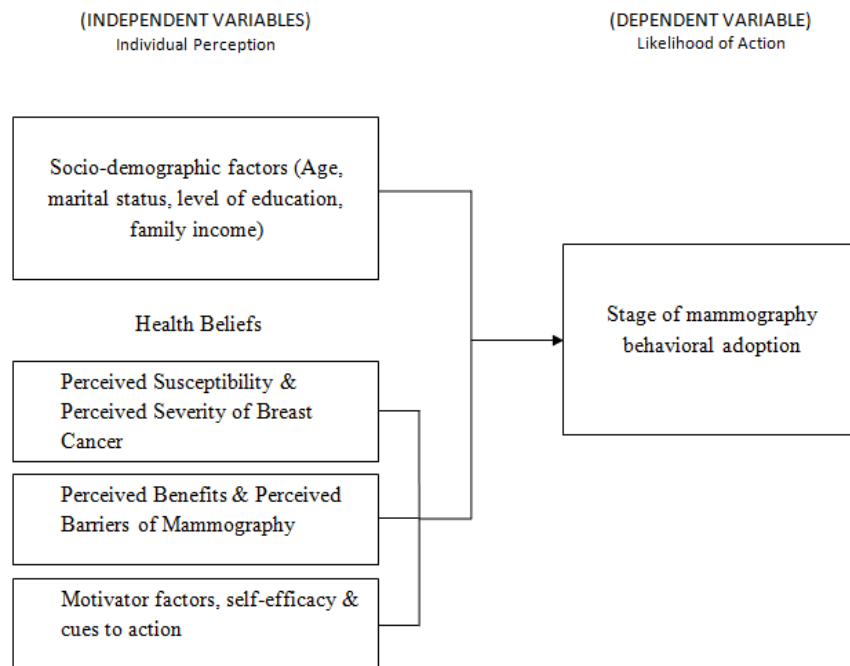 (INDEPENDENT VARIABLES)
Individual Perception
(DEPENDENT VARIABLE)
Likelihood of Action
Socio-demographic factors (Age,
marital status, level of education,
family income)
Health Beliefs
Perceived Susceptibility &
Perceived Severity of Breast
Cancer
Perceived Benefits & Perceived
Barriers of Mammography
Motivator factors, self-efficacy &
cues to action
Stage of mammography
behavioral adoption